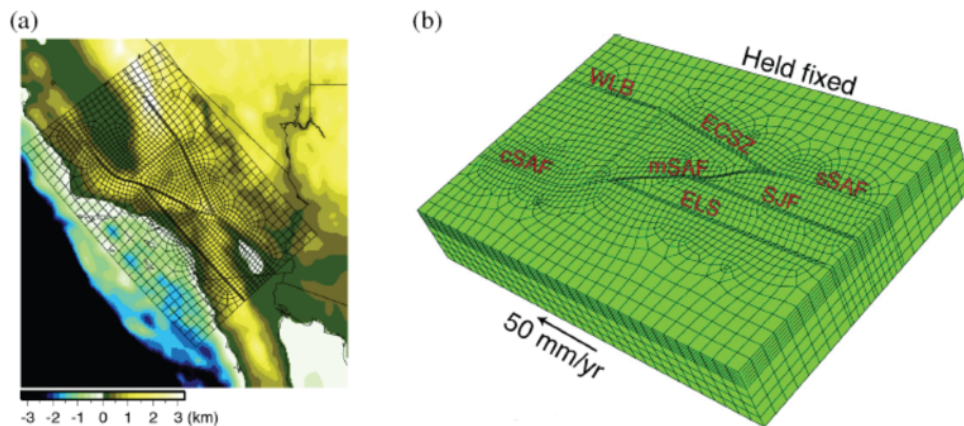 (a)
-3 -2 -1 0 1 2 3 (km)
(b)
Held fixed
WLB
ECSZ
cSAF
mSAF
sSAF
SJF
ELS
50 mm/yr